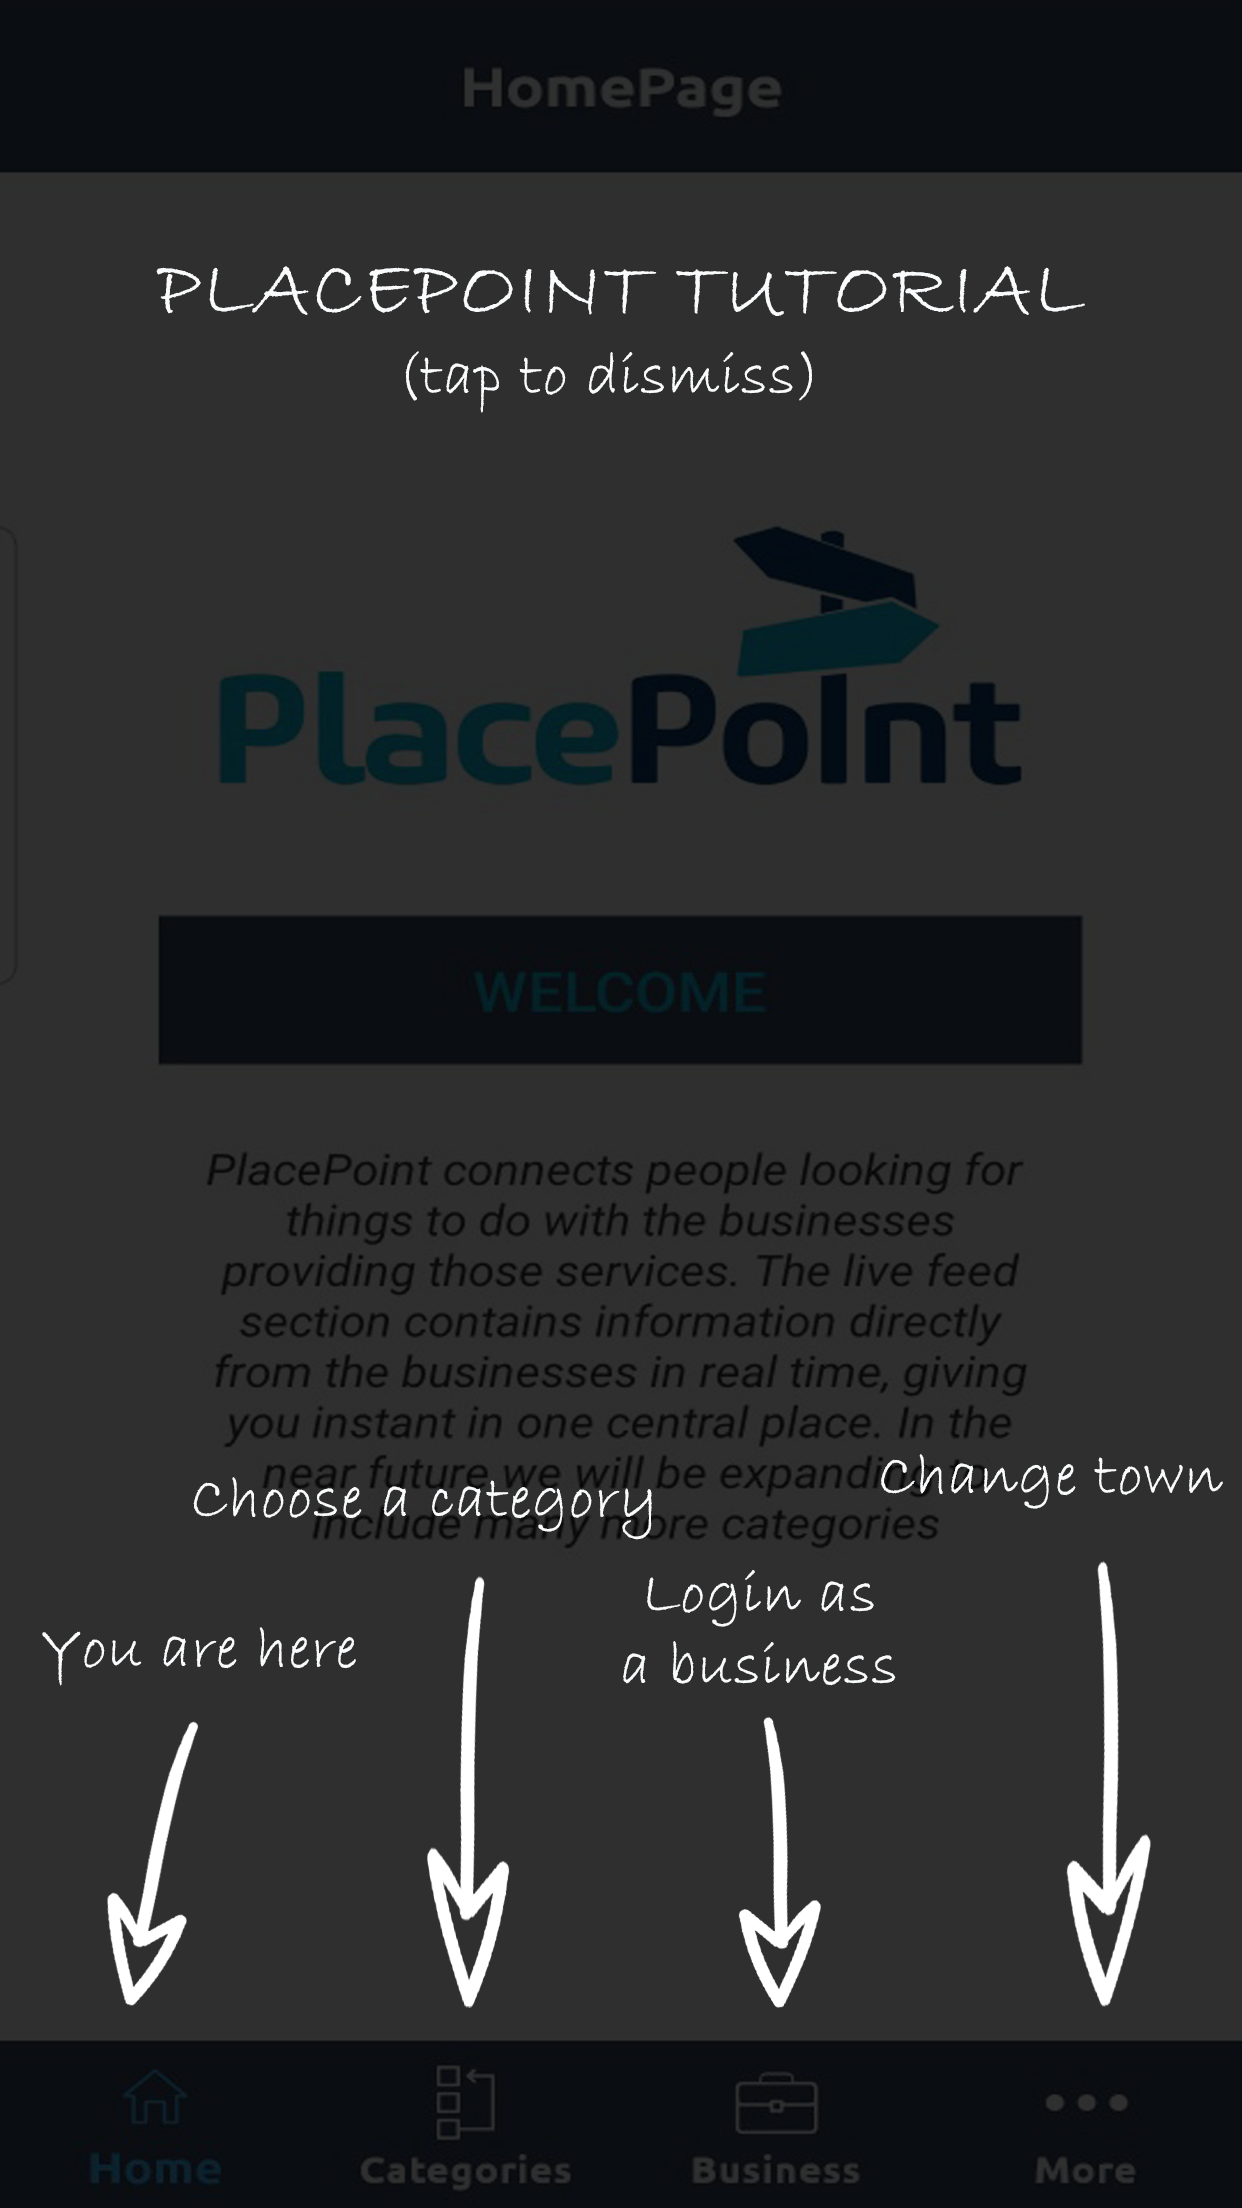 HomePage
PLACEPOINT TUTORIAL
(tap to dismiss)
PlacePoint
WELCOME
PlacePoint connects people looking for
things to do with the businesses
providing those services. The live feed
section contains information directly
from the businesses in real time, giving
you instant in one central place. In the
near future we will be expanding to
include many more categories
Choose a category
Change town
Login as
a business
You are here
Home
Categories
Business
More